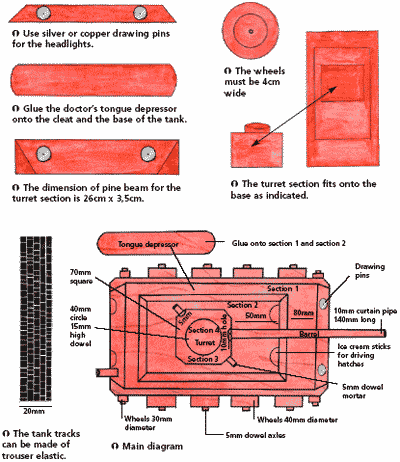 Use silver or copper drawing pins
for the headlights.
Glue the doctor's tongue depressor
onto the cleat and the base of the tank.
The dimension of pine beam for the
turret section is 26cm x 3,5cm.
The wheels
must be 4cm
wide
The turret section fits onto the
base as indicated.
Tongue depressor
Glue onto section 1 and section 2
70mm
square
Section 1
Drawing
pins
Section 2
50mm
80mm
10mm curtain pipe
140mm long
40mm
circle
15mm
high
dowel
5mm
Section 4
10mm hole
Turret
Barrel
Section 3
Ice cream sticks
for driving
hatches
5mm dowel
mortar
20mm
Wheels 30mm
diameter
Wheels 40mm
diameter
5mm dowel axles
The tank tracks
can be made of
trouser elastic.
Main diagram